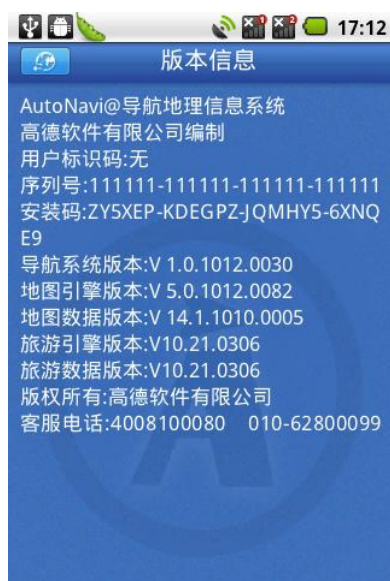 17:12
版本信息
AutoNavi@导航地理信息系统
高德软件有限公司编制
用户标识码:无
序列号:111111-111111-111111-111111
安装码:ZY5XEP-KDEGPZ-JQMHY5-6XNQ
E9
导航系统版本:V 1.0.1012.0030
地图引擎版本:V 5.0.1012.0082
地图数据版本:V 14.1.1010.0005
旅游引擎版本:V10.21.0306
旅游数据版本:V10.21.0306
版权所有:高德软件有限公司
客服电话:4008100080 010-62800099